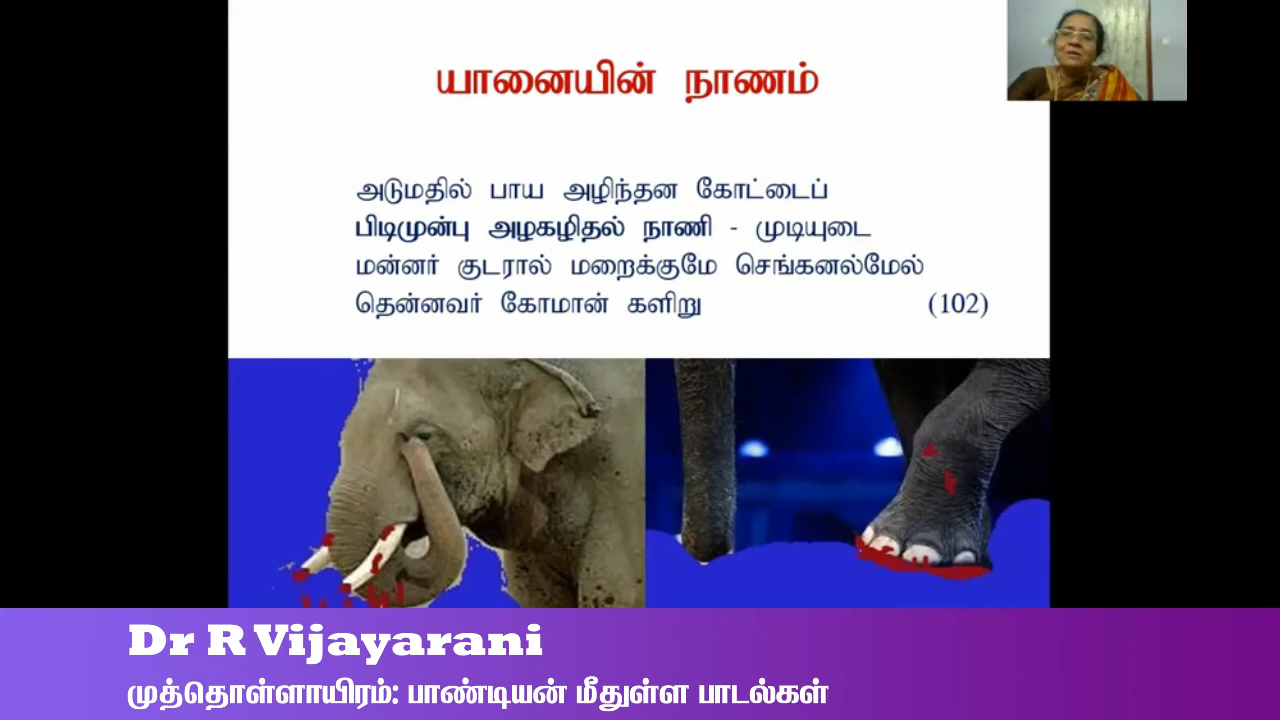 யானையின் நாணம்
அடுமதில் பாய அழிந்தன கோட்டைப்
பிடிமுன்பு அழகழிதல் நாணி - முடியுடை
மன்னர் குடரால் மறைக்குமே செங்கனல்மேல்
தென்னவர் கோமான் களிறு (102)
Dr R Vijayarani
முத்தொள்ளாயிரம்: பாண்டியன் மீதுள்ள பாடல்கள்